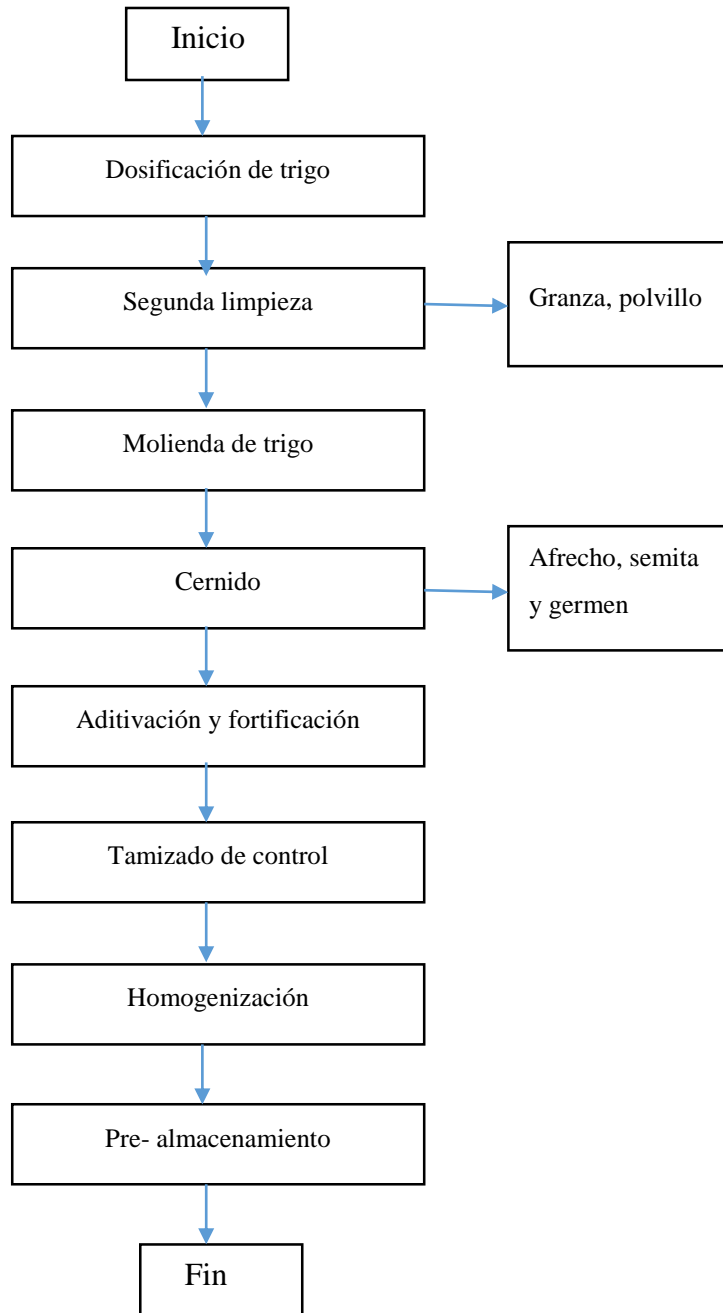 Inicio
Dosificación de trigo
Segunda limpieza
Granza, polvillo
Molienda de trigo
Cernido
Afrecho, semita
y germen
Aditivación y fortificación
Tamizado de control
Homogenización
Pre- almacenamiento
Fin